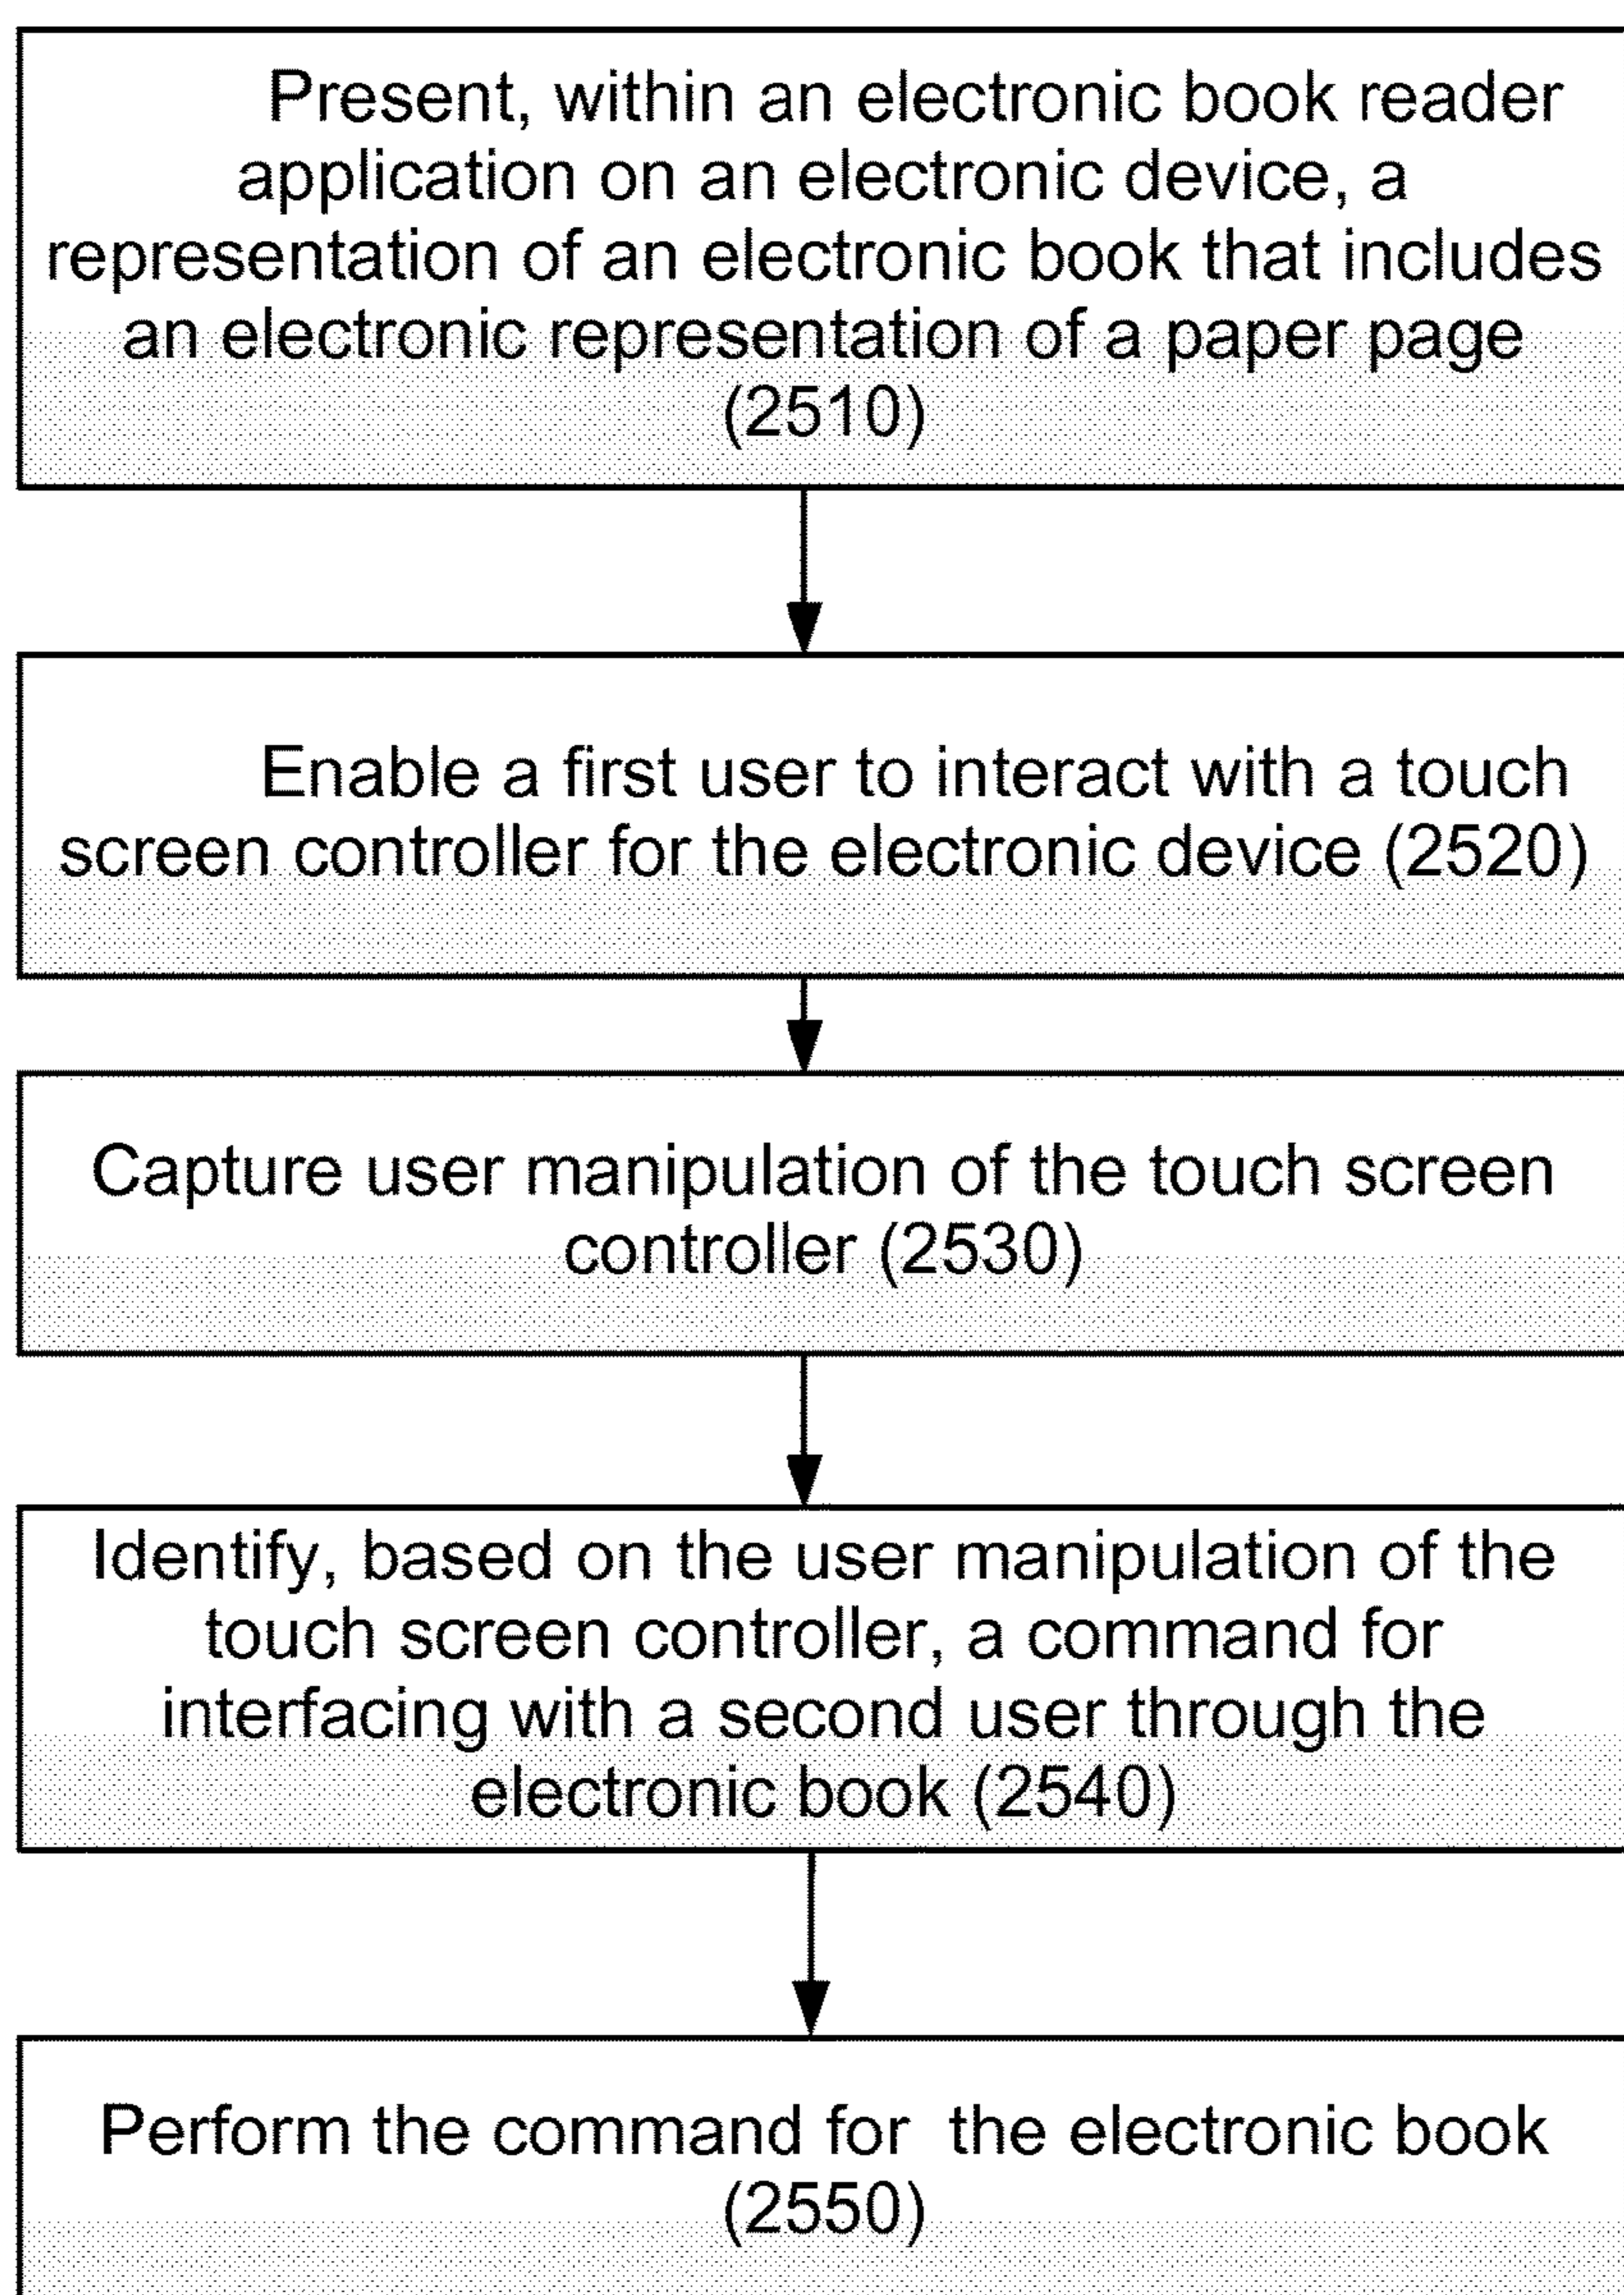 Present, within an electronic book reader
application on an electronic device, a
representation of an electronic book that includes
an electronic representation of a paper page
(2510)
Enable a first user to interact with a touch
screen controller for the electronic device (2520)
Capture user manipulation of the touch screen
controller (2530)
Identify, based on the user manipulation of the
touch screen controller, a command for
interfacing with a second user through the
electronic book (2540)
Perform the command for  the electronic book
(2550)